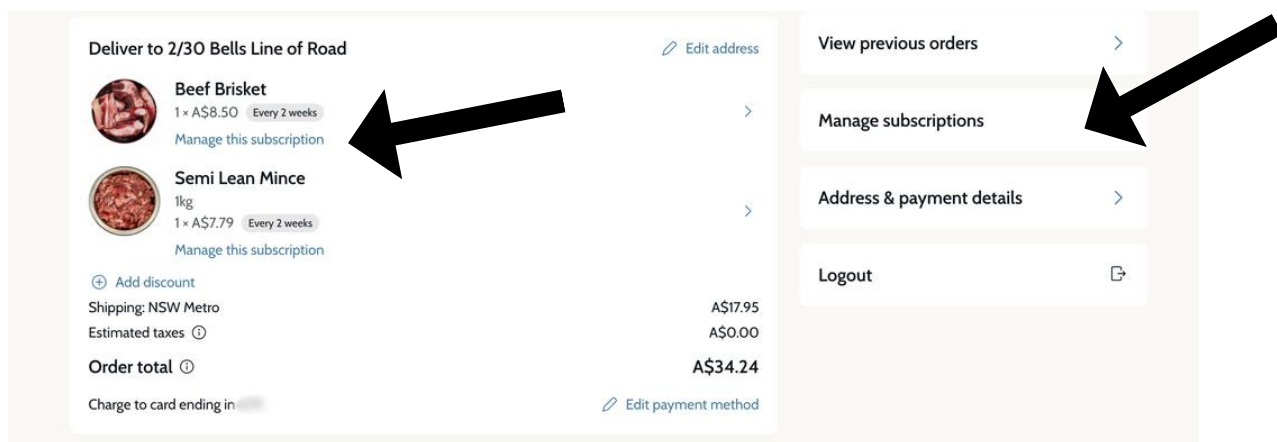 Deliver to 2/30 Bells Line of Road
Edit address
Beef Brisket
1 × A$8.50 Every 2 weeks
Manage this subscription
Semi Lean Mince
1kg
1 × A$7.79 Every 2 weeks
Manage this subscription
Add discount
Shipping: NSW Metro A$17.95
Estimated taxes A$0.00
Order total A$34.24
Charge to card ending in
Edit payment method
View previous orders
Manage subscriptions
Address & payment details
Logout